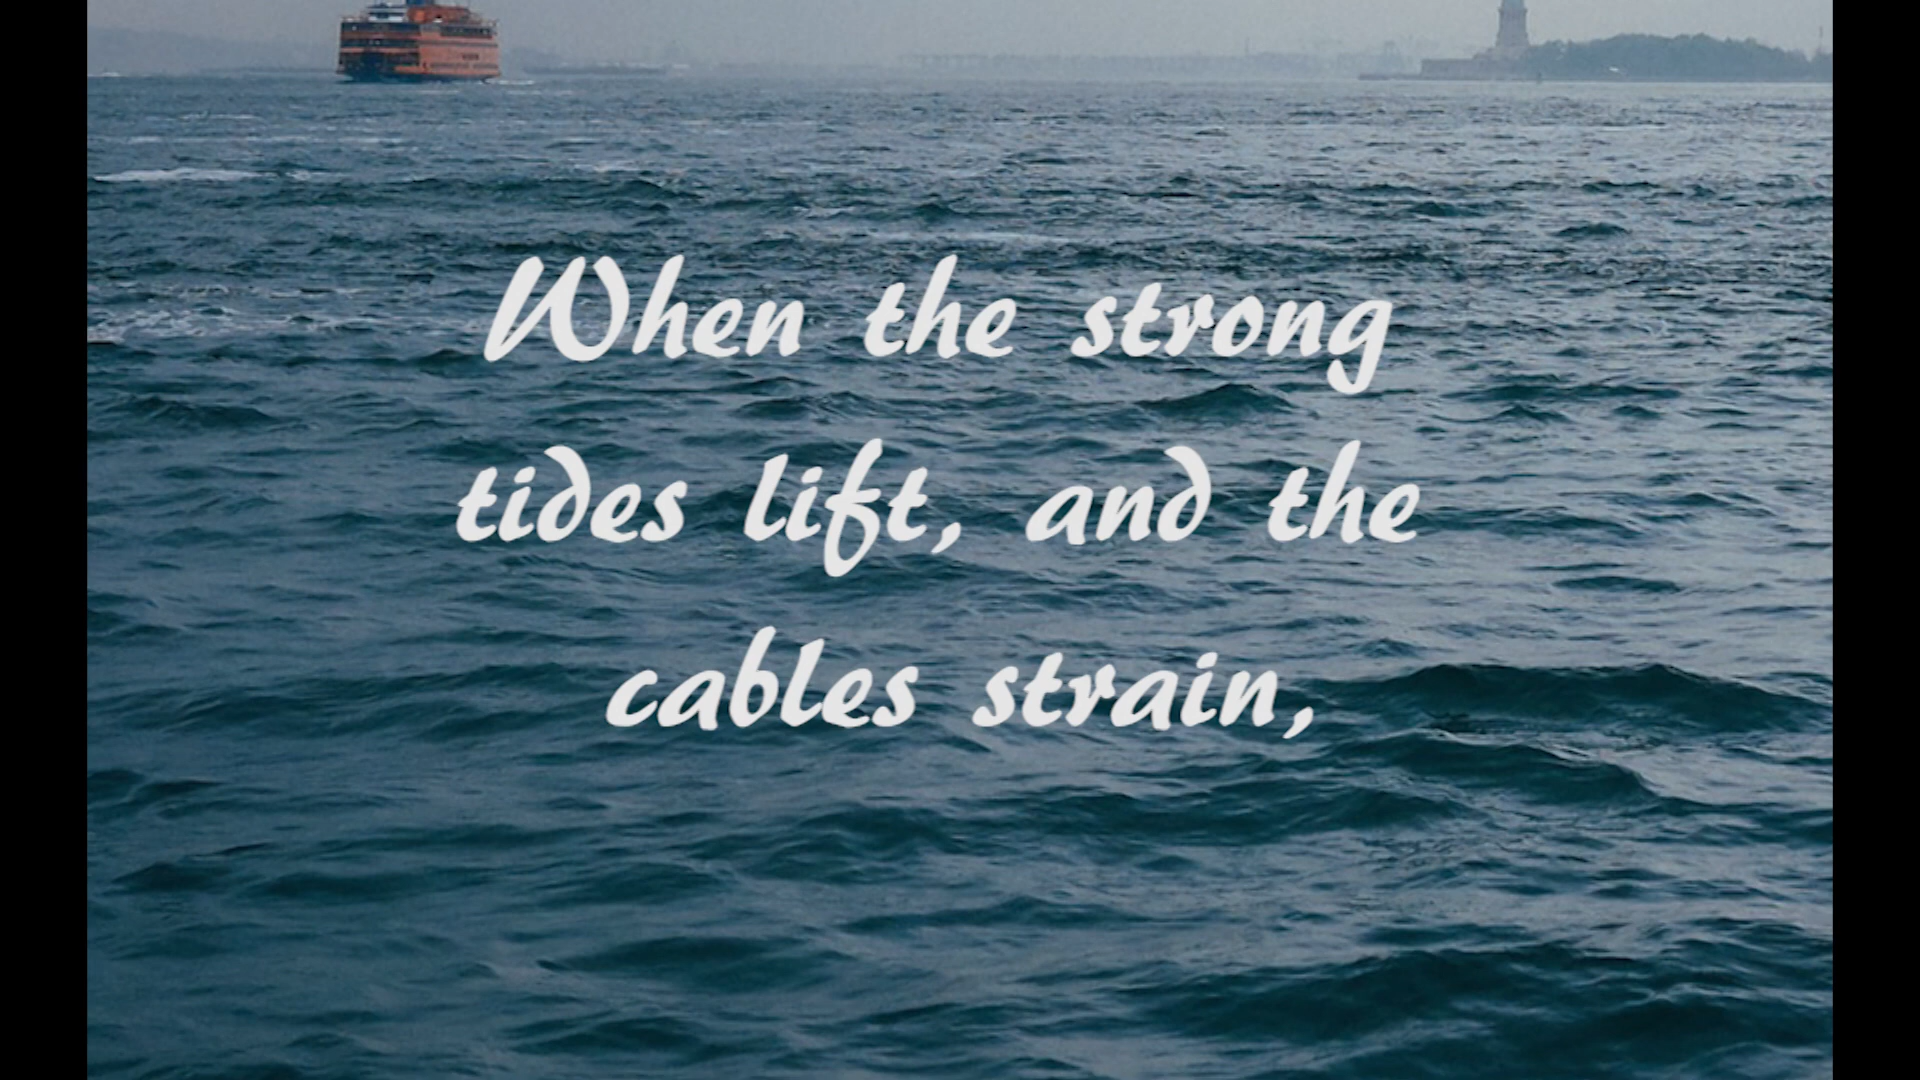 When the strong
tides lift, and the
cables strain,